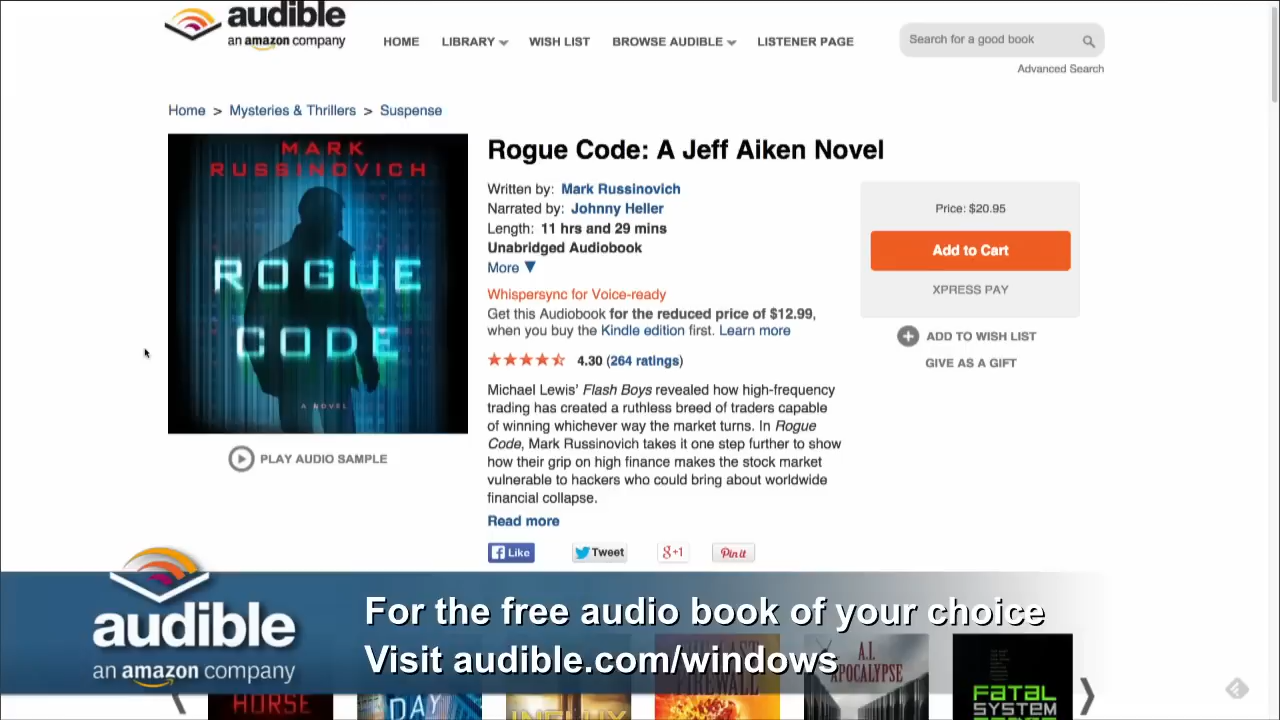 audible
an amazon company
HOME LIBRARY WISH LIST BROWSE AUDIBLE LISTENER PAGE
Search for a good book
Advanced Search
Home > Mysteries & Thrillers > Suspense
MARK
RUSSINOVICH
ROGUE
CODE
A NOVEL
PLAY AUDIO SAMPLE
Rogue Code: A Jeff Aiken Novel
Written by: Mark Russinovich
Narrated by: Johnny Heller
Length: 11 hrs and 29 mins
Unabridged Audiobook
More
Whispersync for Voice-ready
Get this Audiobook for the reduced price of $12.99,
when you buy the Kindle edition first. Learn more
4.30 (264 ratings)
Michael Lewis' Flash Boys revealed how high-frequency
trading has created a ruthless breed of traders capable
of winning whichever way the market turns. In Rogue
Code, Mark Russinovich takes it one step further to show
how their grip on high finance makes the stock market
vulnerable to hackers who could bring about worldwide
financial collapse.
Read more
Like Tweet g+1 Pin it
Price: $20.95
Add to Cart
XPRESS PAY
ADD TO WISH LIST
GIVE AS A GIFT
audible
an amazon company
For the free audio book of your choice
Visit audible.com/windows
HORSE
DAY
A.I.
APOCALYPSE
FATAL
SYSTEM